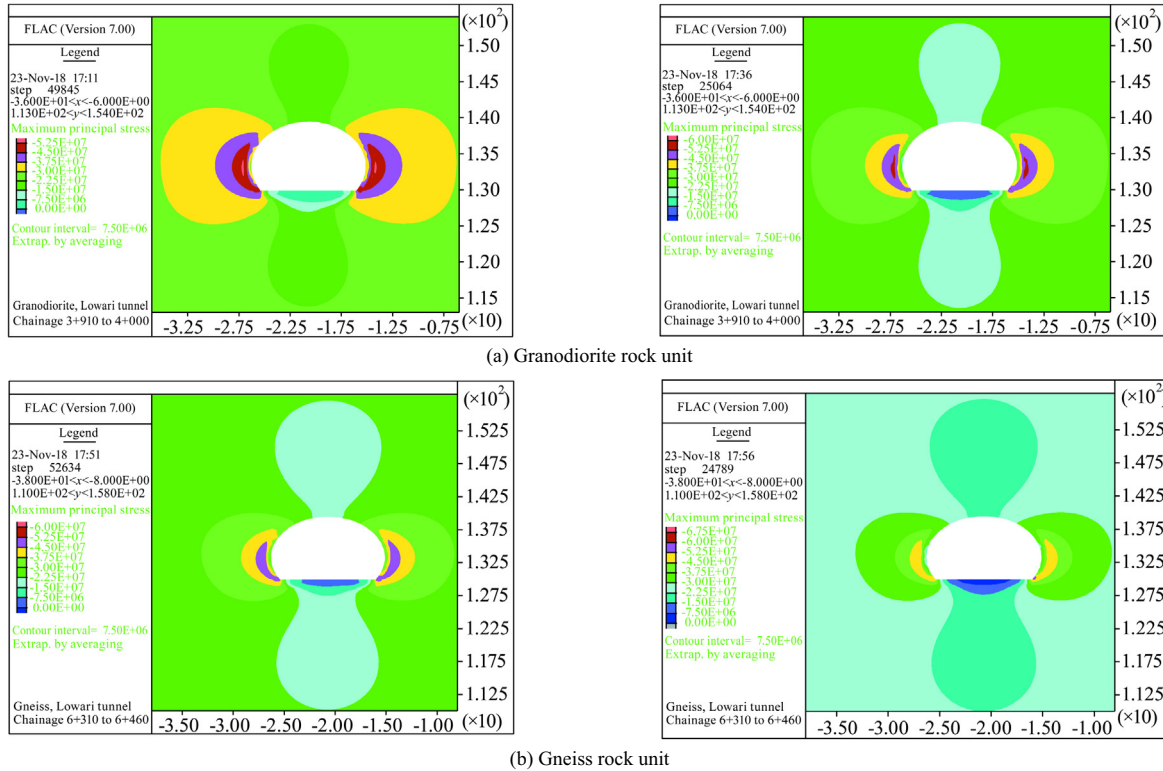 FLAC (Version 7.00)
Legend
23-Nov-18 17:11
step 49845
-3.600E+01<x<-6.000E+00
1.130E+02<y<1.540E+02
Maximum principal stress
-5.25E+07
-4.50E+07
-3.75E+07
-3.00E+07
-2.25E+07
-1.50E+07
-7.50E+06
0.00E+00
Contour interval= 7.50E+06
Extrap. by averaging
Granodiorite, Lowari tunnel
Chainage 3+910 to 4+000
(×10²)
1.50
1.45
1.40
1.35
1.30
1.25
1.20
1.15
(×10)
-3.25 -2.75 -2.25 -1.75 -1.25 -0.75
FLAC (Version 7.00)
Legend
23-Nov-18 17:36
step 25064
-3.600E+01<x<-6.000E+00
1.130E+02<y<1.540E+02
Maximum principal stress
-6.00E+07
-5.25E+07
-4.50E+07
-3.75E+07
-3.00E+07
-2.25E+07
-1.50E+07
-7.50E+06
0.00E+00
Contour interval= 7.50E+06
Extrap. by averaging
Granodiorite, Lowari tunnel
Chainage 3+910 to 4+000
(×10²)
1.50
1.45
1.40
1.35
1.30
1.25
1.20
1.15
(×10)
-3.25 -2.75 -2.25 -1.75 -1.25 -0.75
(a) Granodiorite rock unit
FLAC (Version 7.00)
Legend
23-Nov-18 17:51
step 52634
-3.800E+01<x<-8.000E+00
1.100E+02<y<1.580E+02
Maximum principal stress
-6.00E+07
-5.25E+07
-4.50E+07
-3.75E+07
-3.00E+07
-2.25E+07
-1.50E+07
-7.50E+06
0.00E+00
Contour interval= 7.50E+06
Extrap. by averaging
Gneiss, Lowari tunnel
Chainage 6+310 to 6+460
(×10²)
1.525
1.475
1.425
1.375
1.325
1.275
1.225
1.175
1.125
(×10)
-3.50 -3.00 -2.50 -2.00 -1.50 -1.00
FLAC (Version 7.00)
Legend
23-Nov-18 17:56
step 24789
-3.800E+01<x<-8.000E+00
1.100E+02<y<1.580E+02
Maximum principal stress
-6.75E+07
-6.00E+07
-5.25E+07
-4.50E+07
-3.75E+07
-3.00E+07
-2.25E+07
-1.50E+07
-7.50E+06
0.00E+00
Contour interval= 7.50E+06
Extrap. by averaging
Gneiss, Lowari tunnel
Chainage 6+310 to 6+460
(×10²)
1.525
1.475
1.425
1.375
1.325
1.275
1.225
1.175
1.125
(×10)
-3.50 -3.00 -2.50 -2.00 -1.50 -1.00
(b) Gneiss rock unit